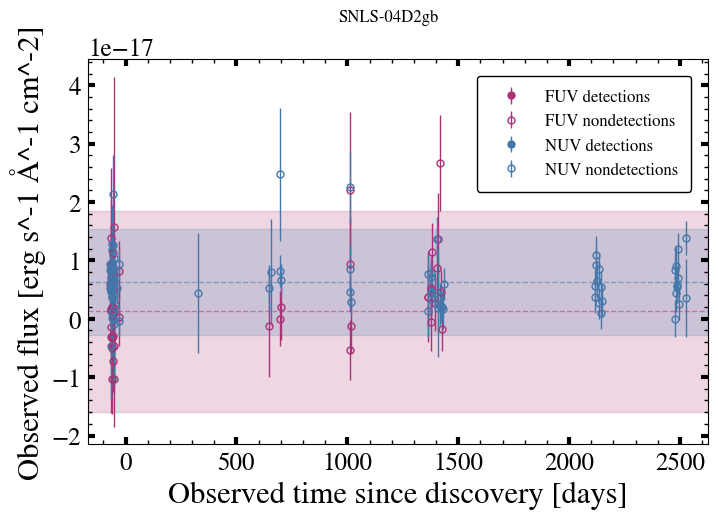 SNLS-04D2gb
1e−17
Observed flux [erg s^-1 Å^-1 cm^-2]
4
3
2
1
0
−1
−2
FUV detections
FUV nondetections
NUV detections
NUV nondetections
0 500 1000 1500 2000 2500
Observed time since discovery [days]